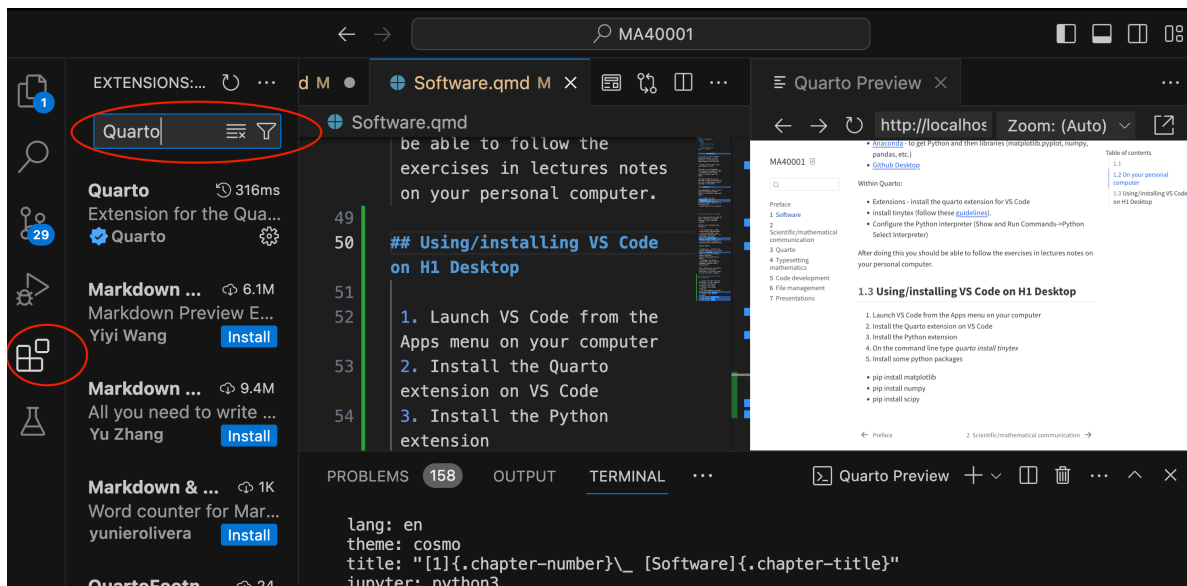 MA40001
EXTENSIONS:...
Quarto
Quarto 316ms
Extension for the Qua...
Quarto
Markdown ... 6.1M
Markdown Preview E...
Yiyi Wang Install
Markdown ... 9.4M
All you need to write ...
Yu Zhang Install
Markdown & ... 1K
Word counter for Mar...
yunierolivera Install
QuartoFootn... 24
1
29
d M
Software.qmd M
Software.qmd
be able to follow the
exercises in lectures notes
on your personal computer.
49
50 ## Using/installing VS Code
on H1 Desktop
51
52 1. Launch VS Code from the
Apps menu on your computer
53 2. Install the Quarto
extension on VS Code
54 3. Install the Python
extension
Quarto Preview
http://localhos Zoom: (Auto)
MA40001
Preface
1 Software
2
Scientific/mathematical
communication
3 Quarto
4 Typesetting
mathematics
5 Code development
6 File management
7 Presentations
Anaconda - to get Python and then libraries (matplotlib.pyplot, numpy,
pandas, etc.)
Github Desktop
Within Quarto:
Extensions - install the quarto extension for VS Code
install tinytex (follow these guidelines).
Configure the Python interpreter (Show and Run Commands->Python
Select Interpreter)
After doing this you should be able to follow the exercises in lectures notes on
your personal computer.
1.3 Using/installing VS Code on H1 Desktop
1. Launch VS Code from the Apps menu on your computer
2. Install the Quarto extension on VS Code
3. Install the Python extension
4. On the command line type quarto install tinytex
5. Install some python packages
pip install matplotlib
pip install numpy
pip install scipy
Preface
2 Scientific/mathematical communication
Table of contents
1.1
1.2 On your personal
computer
1.3 Using/installing VS Code
on H1 Desktop
PROBLEMS 158 OUTPUT TERMINAL ... Quarto Preview
lang: en
theme: cosmo
title: "[1]{.chapter-number}\_ [Software]{.chapter-title}"
jupyter: python3